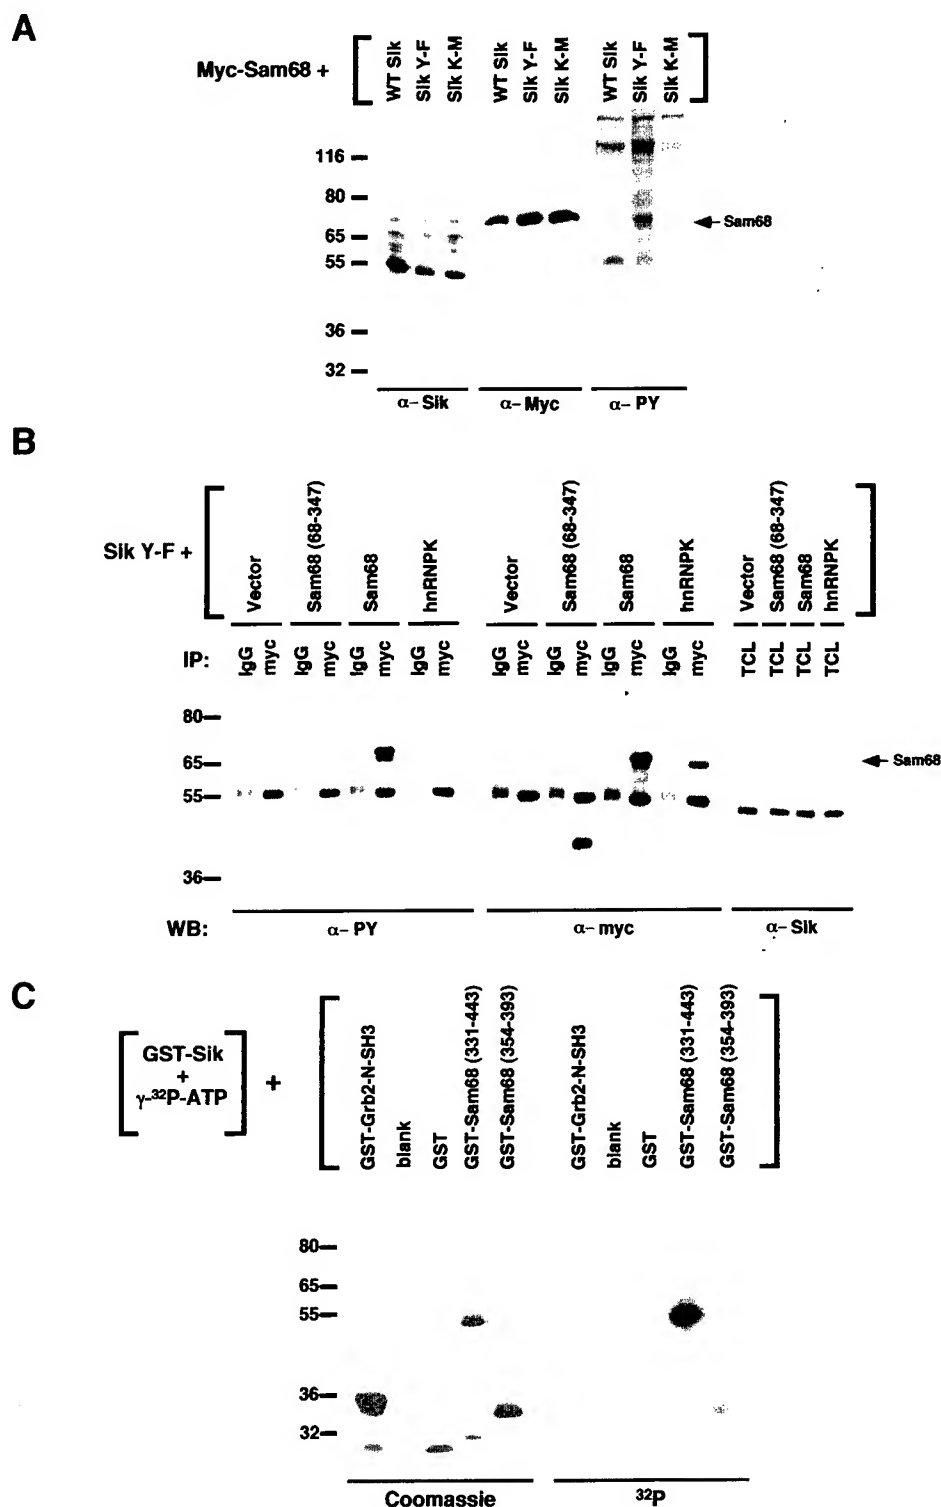 A
Myc-Sam68 +
WT Sik
Sik Y-F
Sik K-M
WT Sik
Sik Y-F
Sik K-M
WT Sik
Sik Y-F
Sik K-M
116
80
65
55
36
32
Sam68
α- Sik
α- Myc
α- PY
B
Sik Y-F +
Vector
Sam68 (68-347)
Sam68
hnRNPK
Vector
Sam68 (68-347)
Sam68
hnRNPK
Vector
Sam68 (68-347)
Sam68
hnRNPK
IP:
IgG
myc
IgG
myc
IgG
myc
IgG
myc
IgG
myc
IgG
myc
IgG
myc
IgG
myc
TCL
TCL
TCL
TCL
80
65
55
36
Sam68
WB:
α- PY
α- myc
α- Sik
C
GST-Sik
+
γ-³²P-ATP
+
GST-Grb2-N-SH3
blank
GST
GST-Sam68 (331-443)
GST-Sam68 (354-393)
GST-Grb2-N-SH3
blank
GST
GST-Sam68 (331-443)
GST-Sam68 (354-393)
80
65
55
36
32
Coomassie
³²P